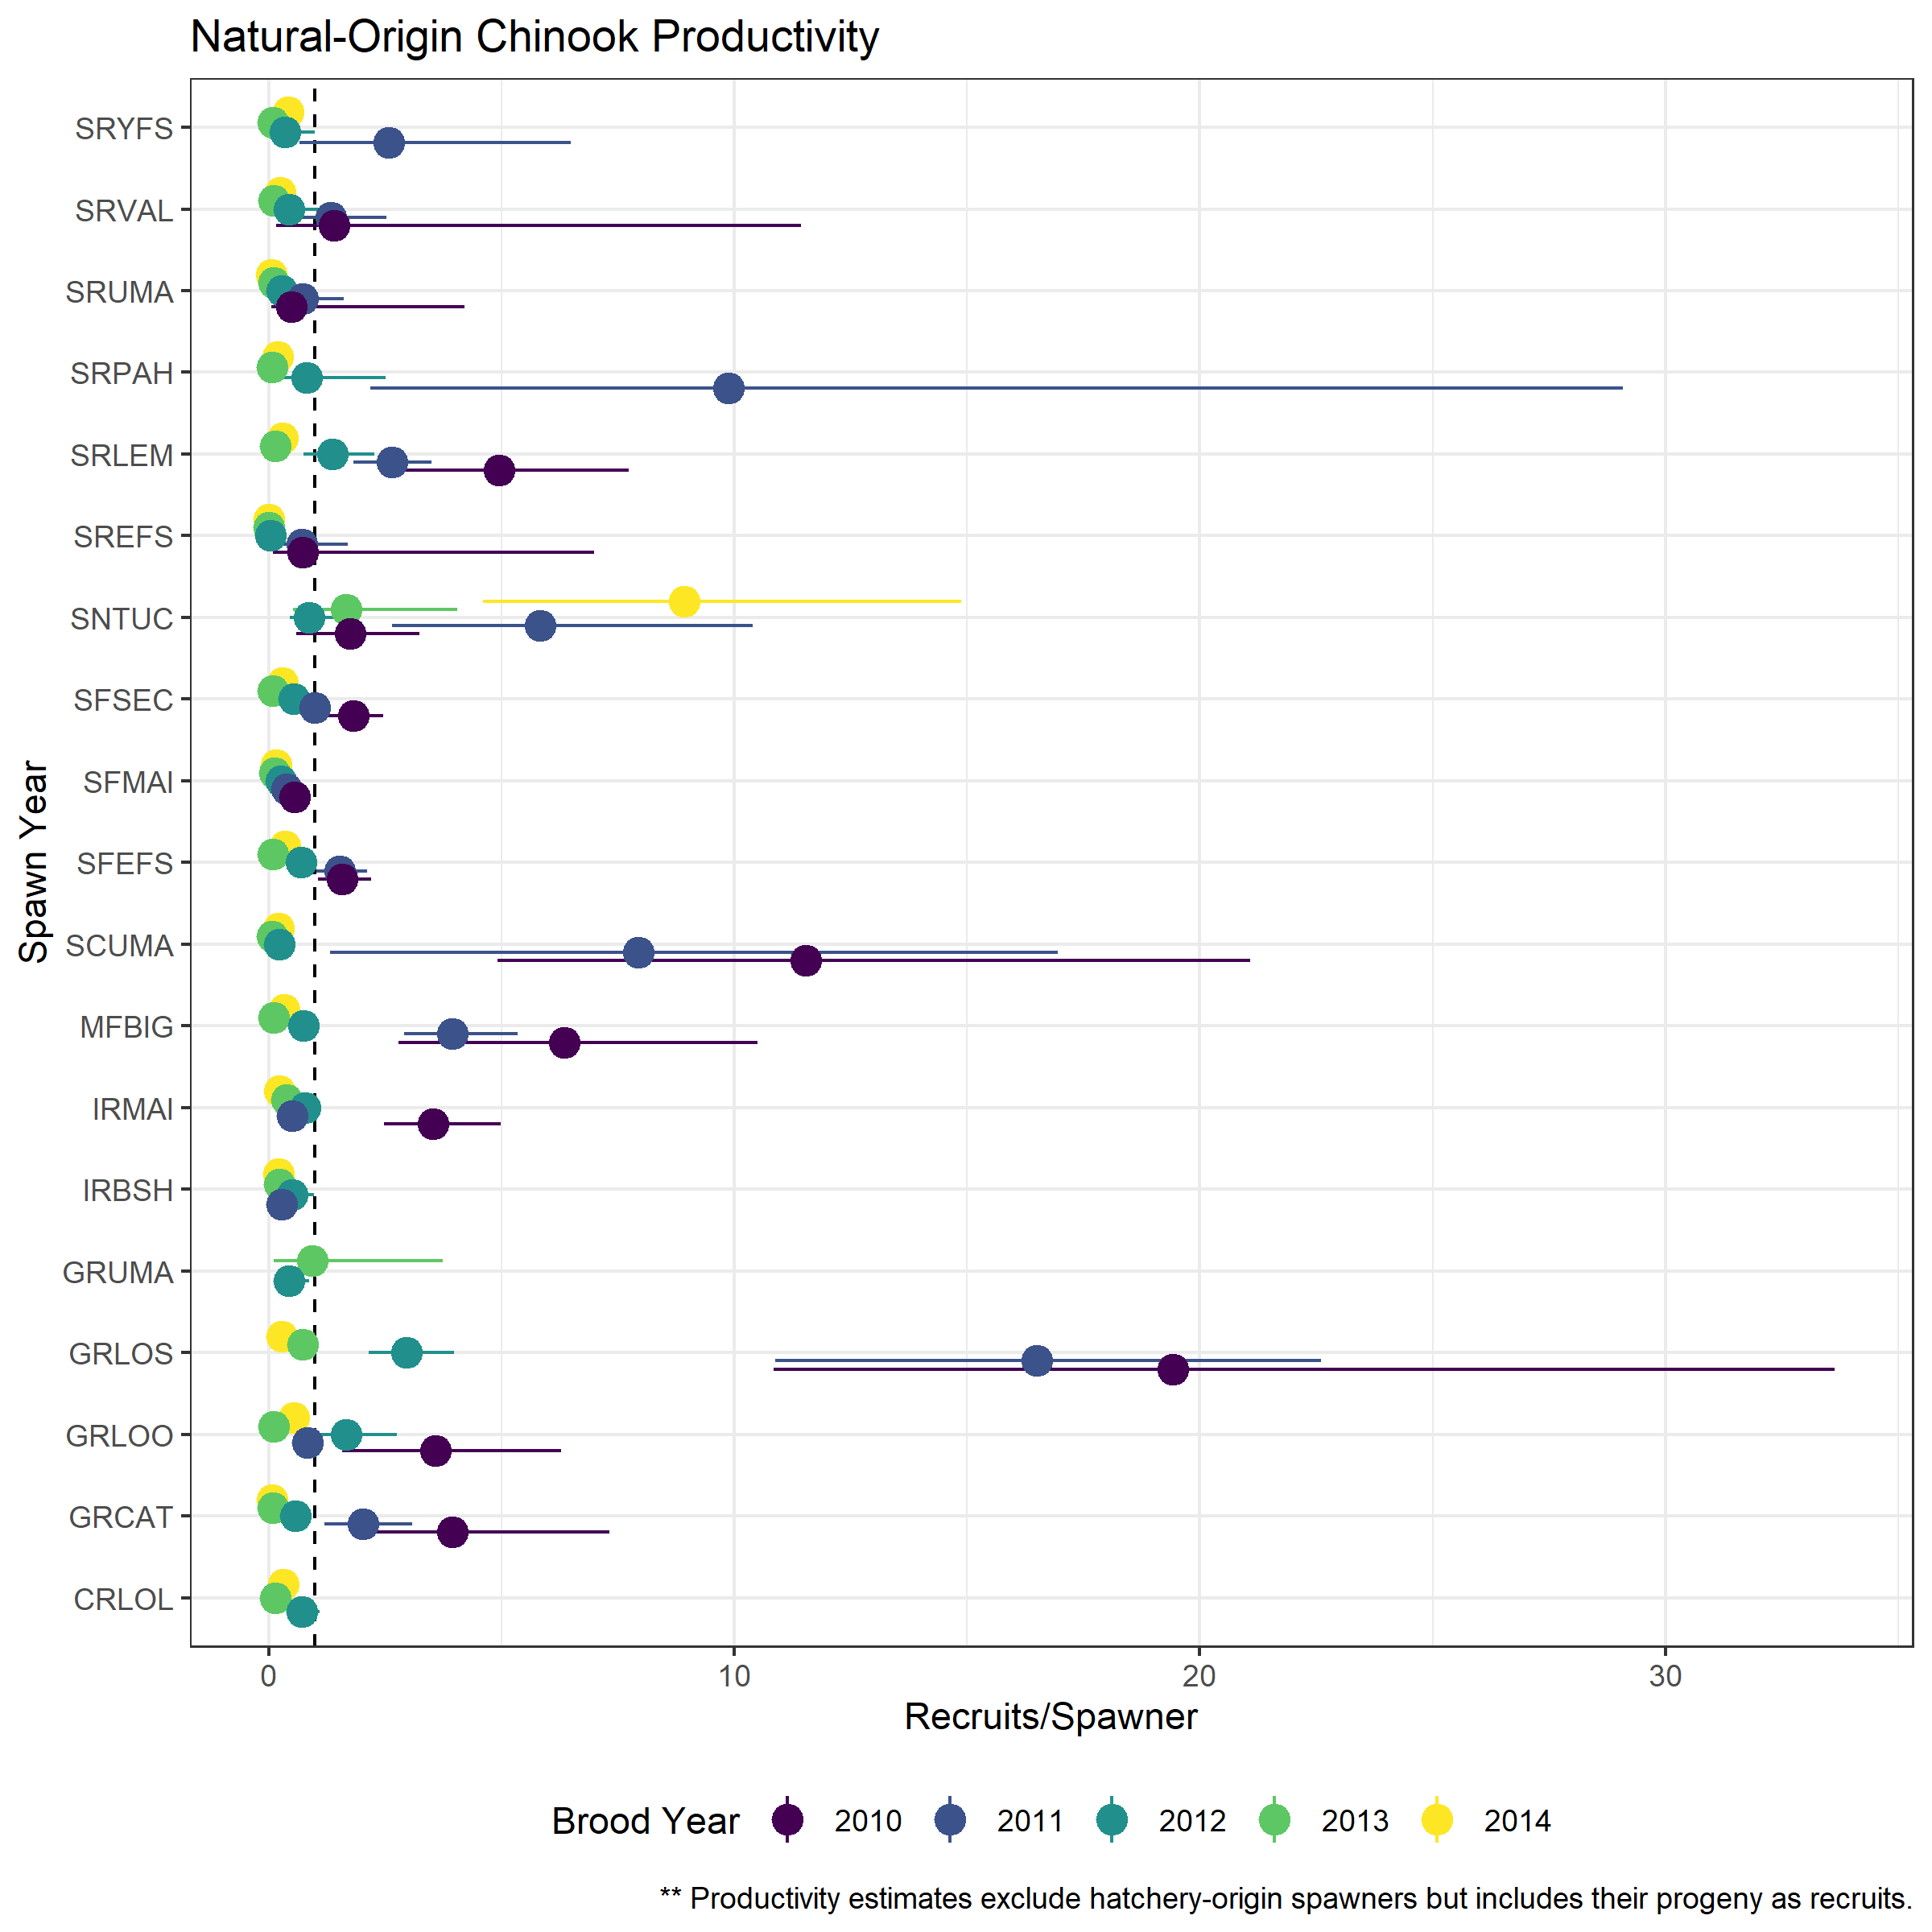 Natural-Origin Chinook Productivity
SRYFS
SRVAL
SRUMA
SRPAH
SRLEM
SREFS
SNTUC
SFSEC
SFMAI
SFEFS
SCUMA
MFBIG
IRMAI
IRBSH
GRUMA
GRLOS
GRLOO
GRCAT
CRLOL
Spawn Year
0 10 20 30
Recruits/Spawner
Brood Year 2010 2011 2012 2013 2014
** Productivity estimates exclude hatchery-origin spawners but includes their progeny as recruits.